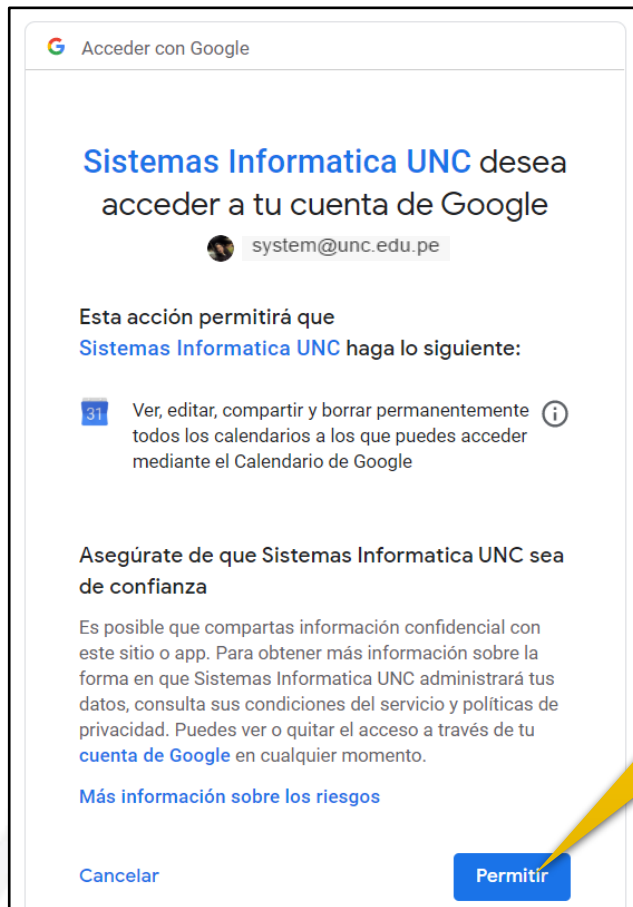 Acceder con Google
Sistemas Informatica UNC desea
acceder a tu cuenta de Google
system@unc.edu.pe
Esta acción permitirá que
Sistemas Informatica UNC haga lo siguiente:
31
Ver, editar, compartir y borrar permanentemente
todos los calendarios a los que puedes acceder
mediante el Calendario de Google
Asegúrate de que Sistemas Informatica UNC sea
de confianza
Es posible que compartas información confidencial con
este sitio o app. Para obtener más información sobre la
forma en que Sistemas Informatica UNC administrará tus
datos, consulta sus condiciones del servicio y políticas de
privacidad. Puedes ver o quitar el acceso a través de tu
cuenta de Google en cualquier momento.
Más información sobre los riesgos
Cancelar
Permitir